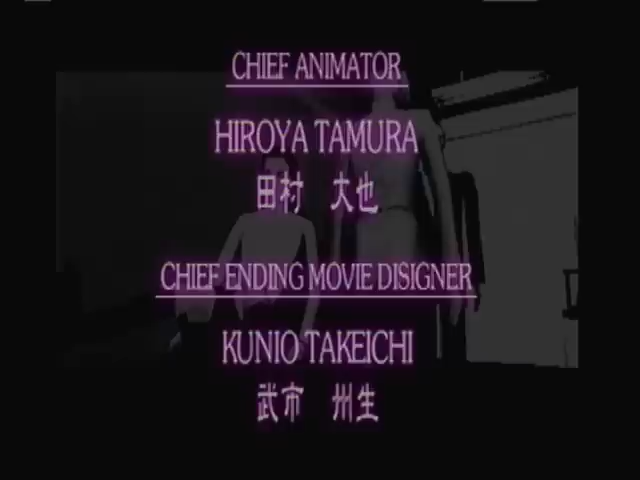 CHIEF ANIMATOR
HIROYA TAMURA
田村 大也
CHIEF ENDING MOVIE DISIGNER
KUNIO TAKEICHI
武市 州生